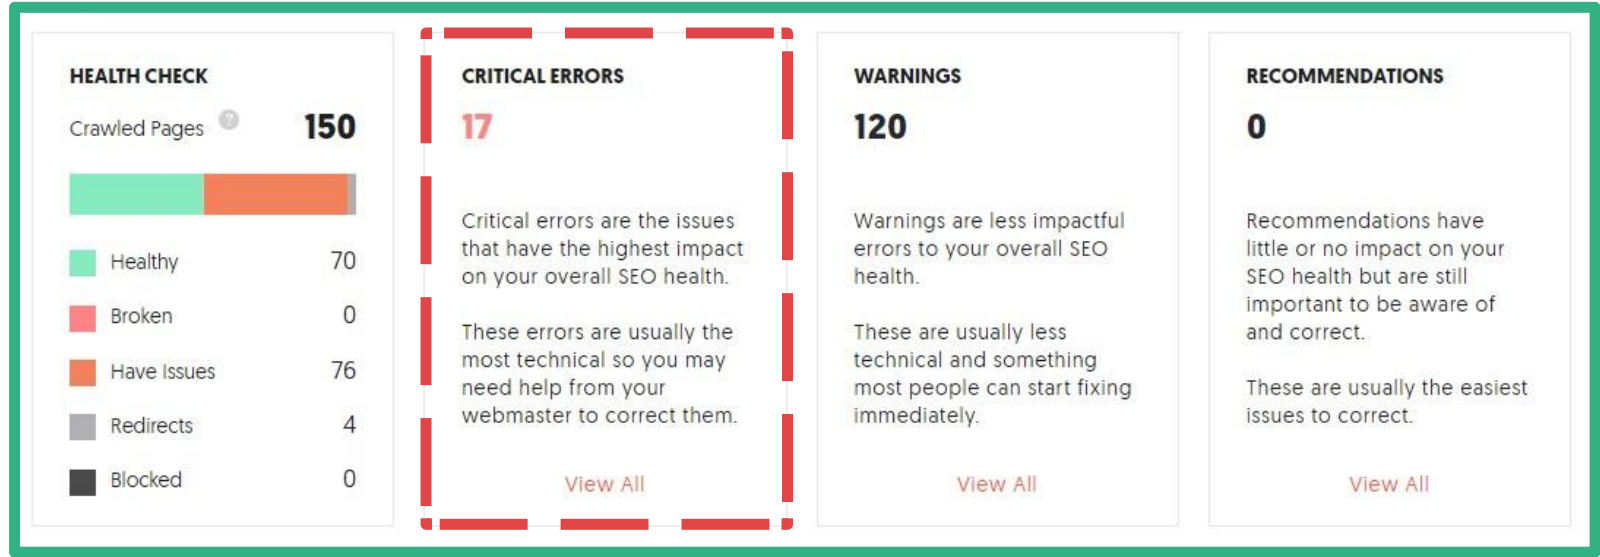 HEALTH CHECK
Crawled Pages ? 150
Healthy 70
Broken 0
Have Issues 76
Redirects 4
Blocked 0
CRITICAL ERRORS
17
Critical errors are the issues
that have the highest impact
on your overall SEO health.
These errors are usually the
most technical so you may
need help from your
webmaster to correct them.
View All
WARNINGS
120
Warnings are less impactful
errors to your overall SEO
health.
These are usually less
technical and something
most people can start fixing
immediately.
View All
RECOMMENDATIONS
0
Recommendations have
little or no impact on your
SEO health but are still
important to be aware of
and correct.
These are usually the easiest
issues to correct.
View All